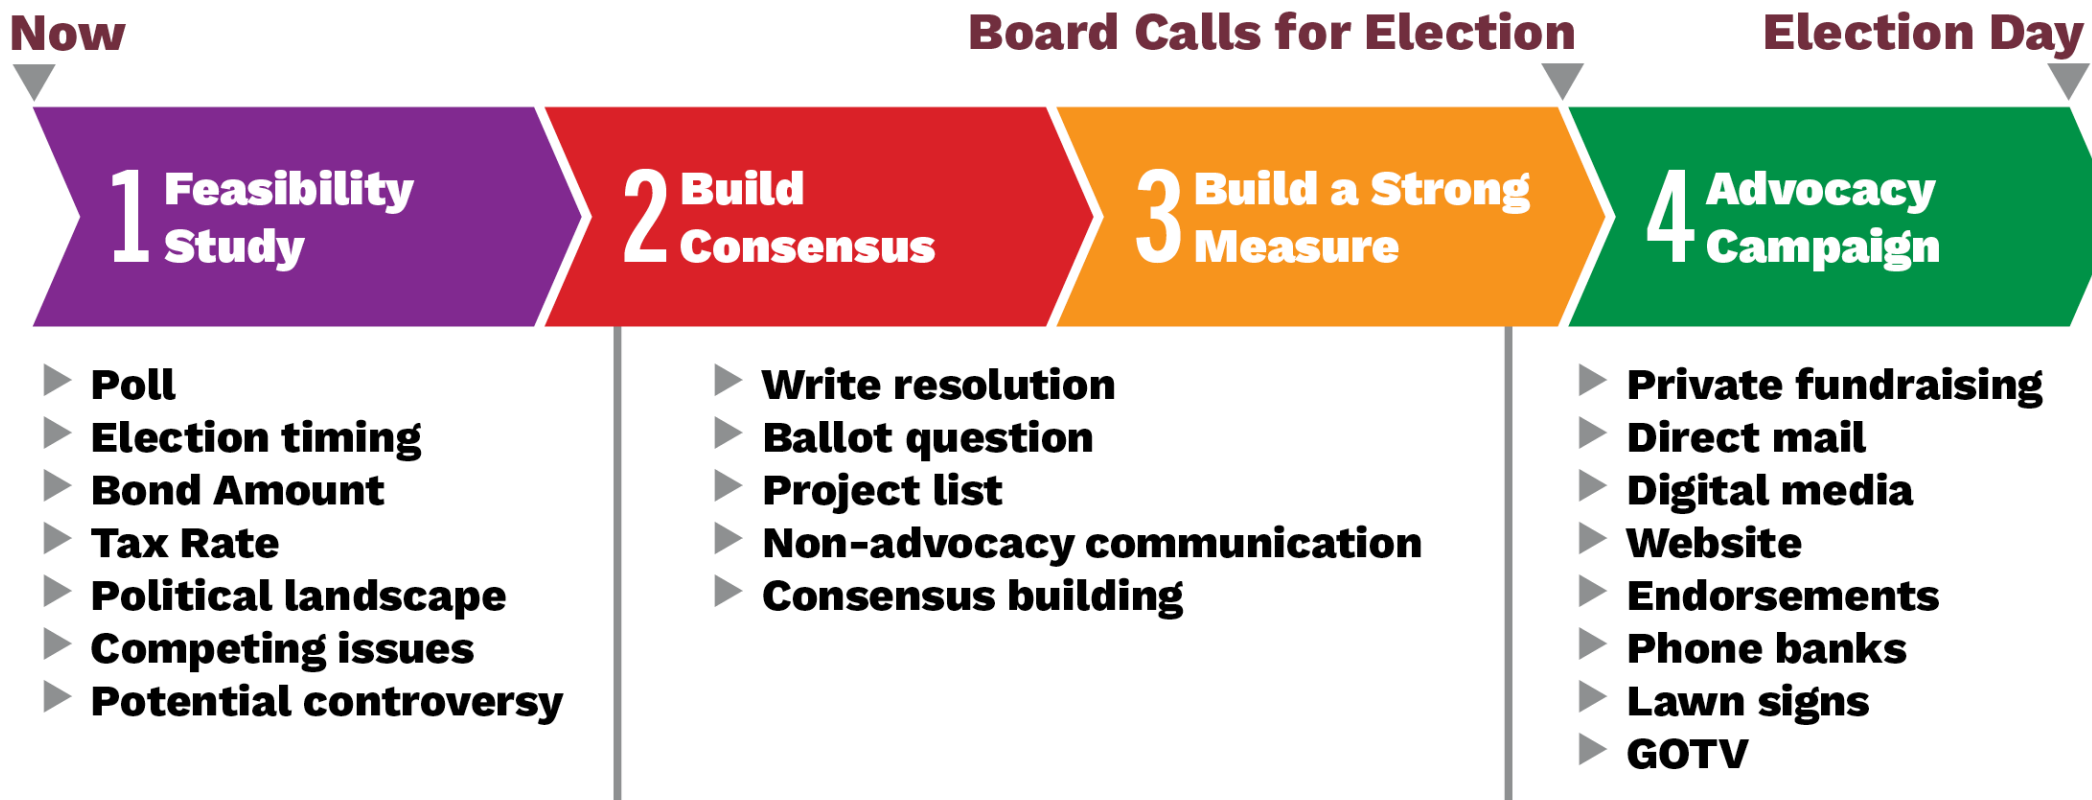 Now
Board Calls for Election
Election Day
1 Feasibility
Study
2 Build
Consensus
3 Build a Strong
Measure
4 Advocacy
Campaign
Poll
Election timing
Bond Amount
Tax Rate
Political landscape
Competing issues
Potential controversy
Write resolution
Ballot question
Project list
Non-advocacy communication
Consensus building
Private fundraising
Direct mail
Digital media
Website
Endorsements
Phone banks
Lawn signs
GOTV